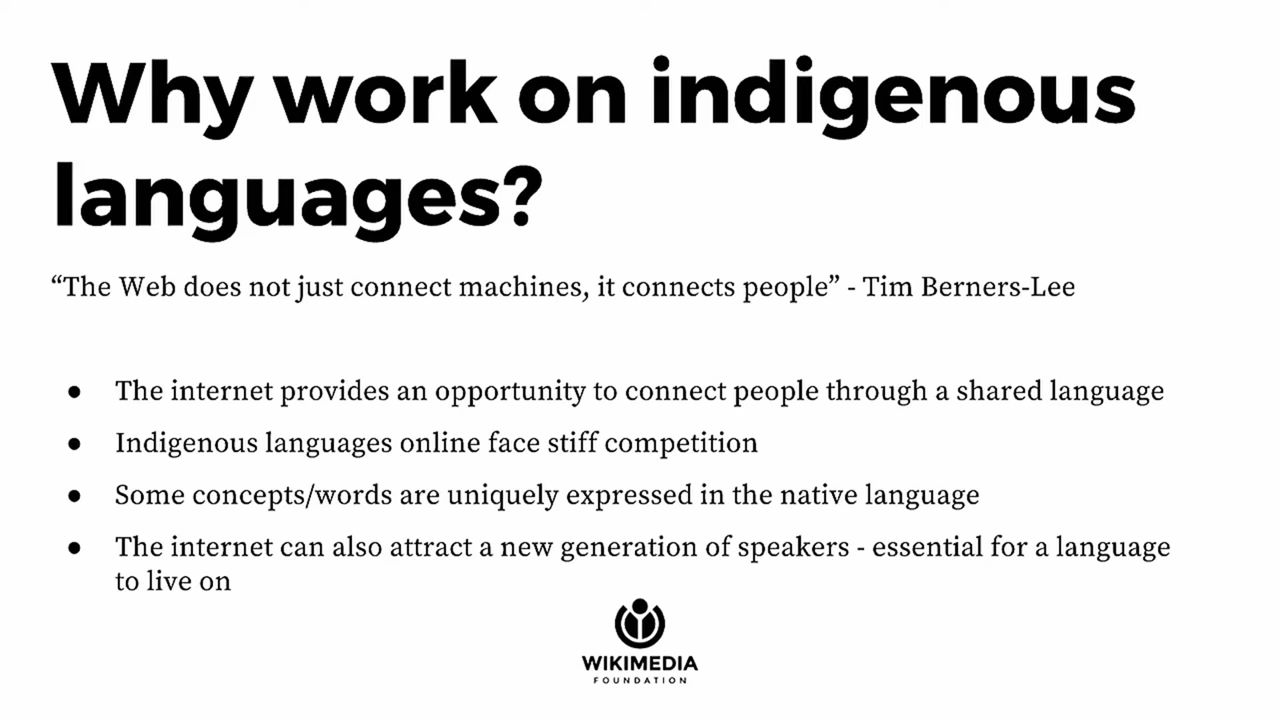 Why work on indigenous
languages?
“The Web does not just connect machines, it connects people” - Tim Berners-Lee
● The internet provides an opportunity to connect people through a shared language
● Indigenous languages online face stiff competition
● Some concepts/words are uniquely expressed in the native language
● The internet can also attract a new generation of speakers - essential for a language
to live on
WIKIMEDIA
FOUNDATION